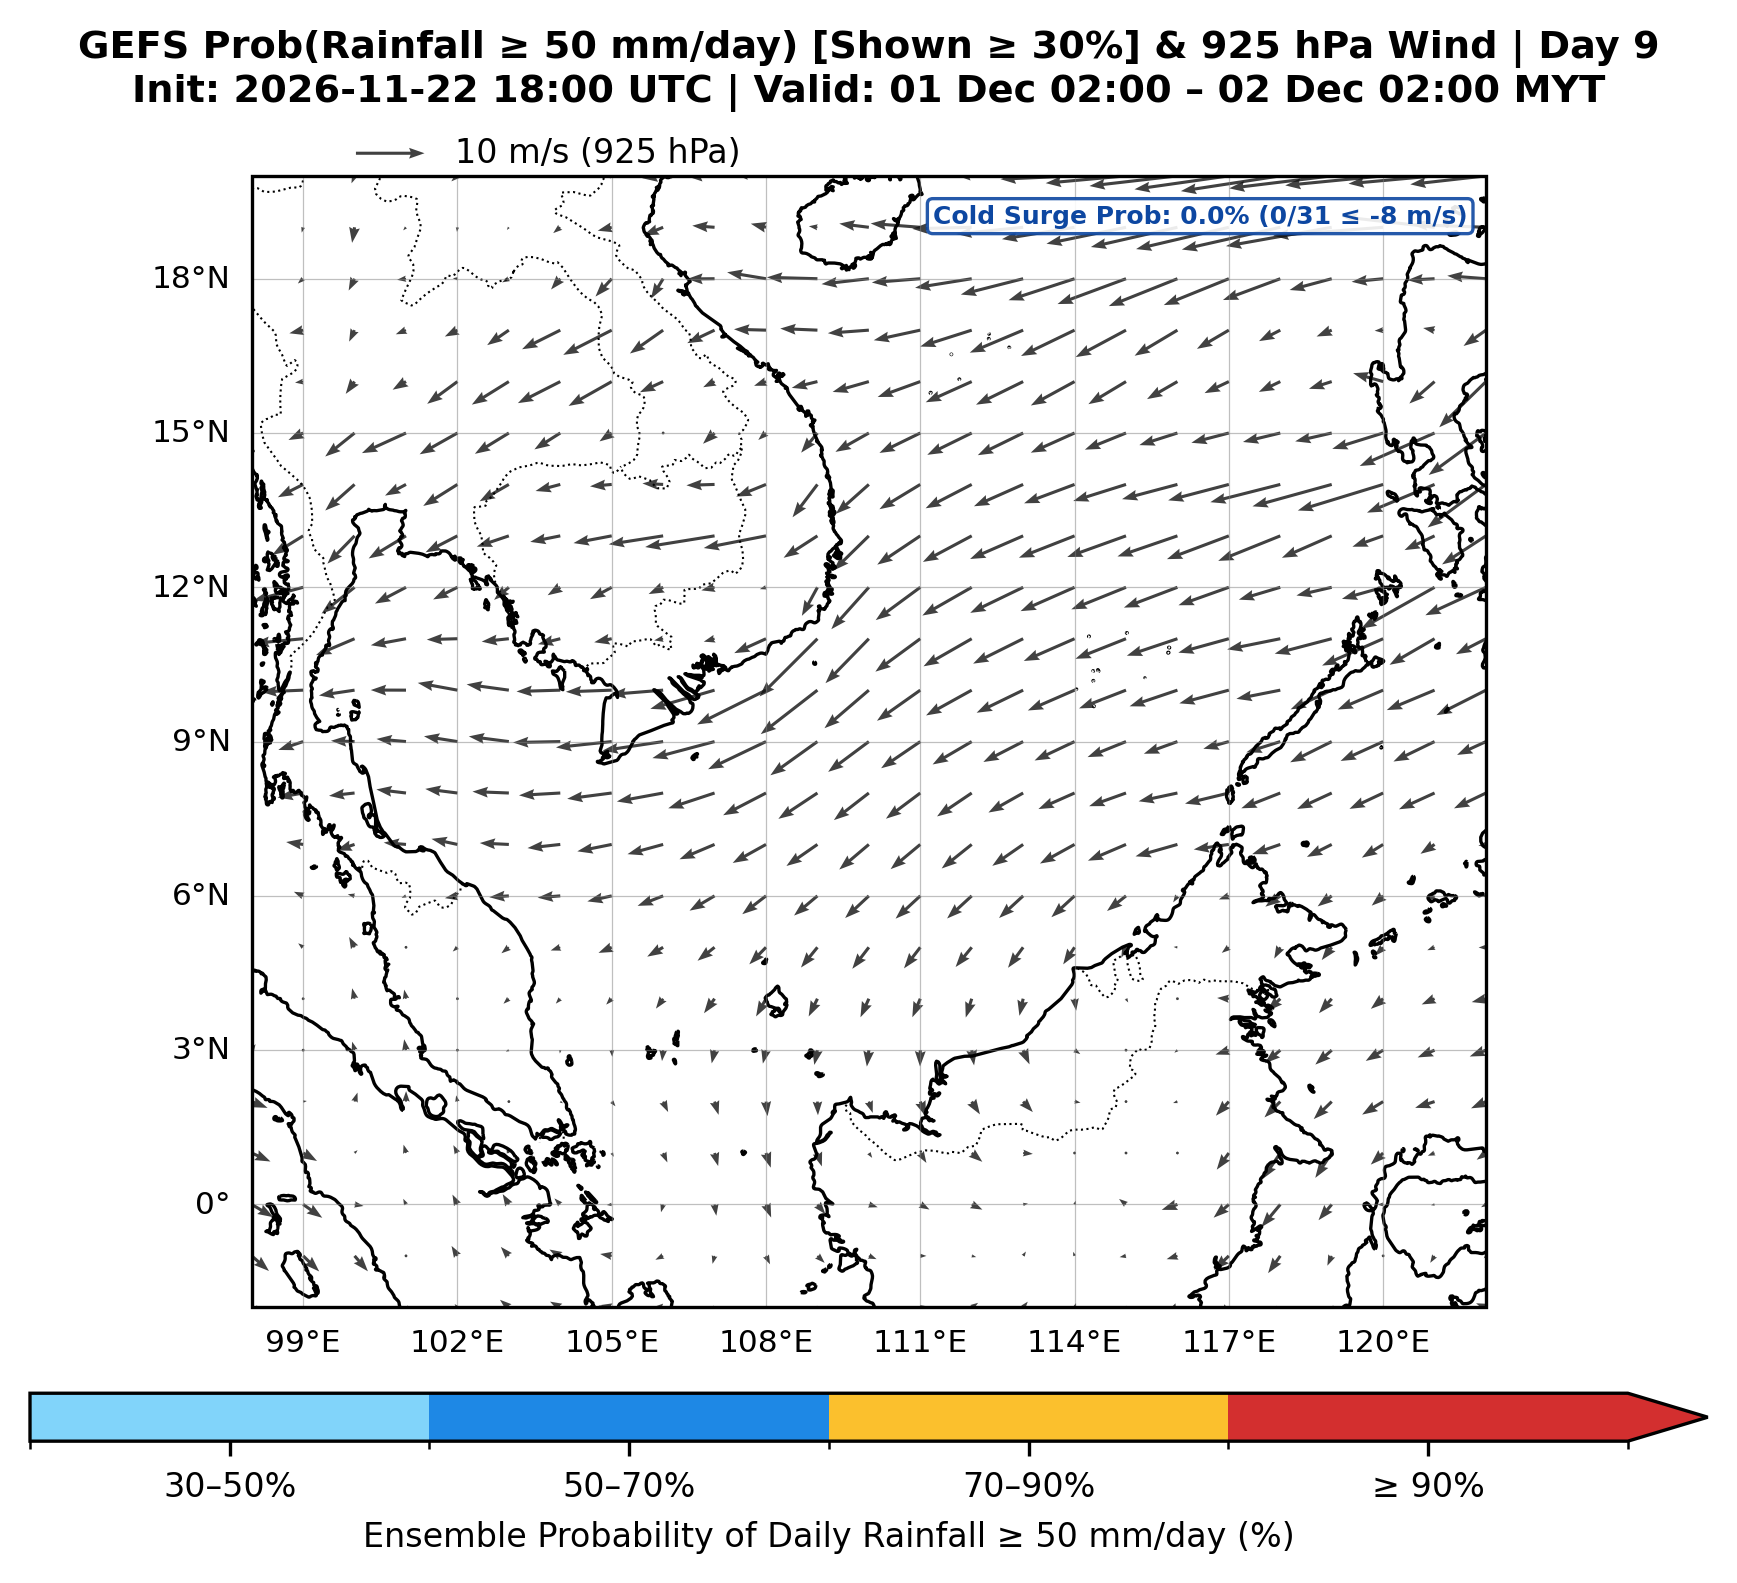 GEFS Prob(Rainfall ≥ 50 mm/day) [Shown ≥ 30%] & 925 hPa Wind | Day 9
Init: 2026-11-22 18:00 UTC | Valid: 01 Dec 02:00 – 02 Dec 02:00 MYT
10 m/s (925 hPa)
Cold Surge Prob: 0.0% (0/31 ≤ -8 m/s)
18°N
15°N
12°N
9°N
6°N
3°N
0°
99°E 102°E 105°E 108°E 111°E 114°E 117°E 120°E
30–50% 50–70% 70–90% ≥ 90%
Ensemble Probability of Daily Rainfall ≥ 50 mm/day (%)